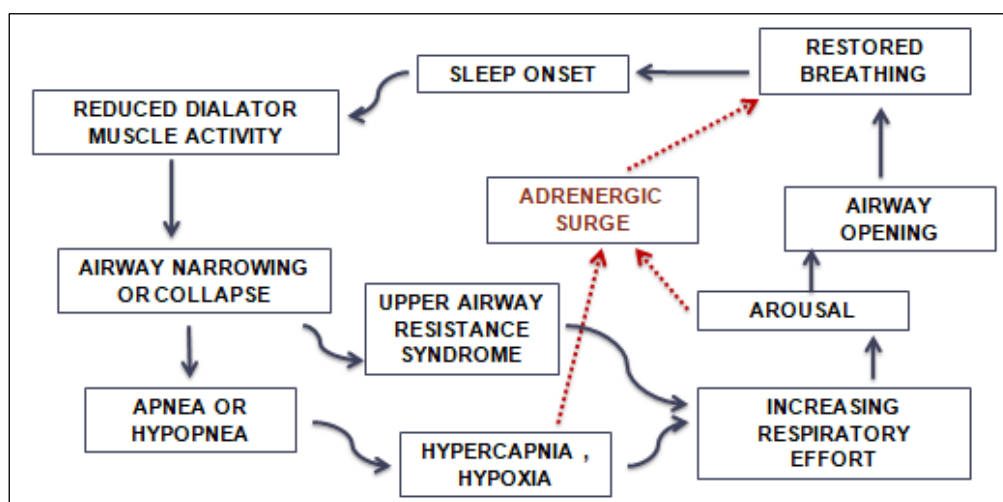 SLEEP ONSET
RESTORED
BREATHING
REDUCED DIALATOR
MUSCLE ACTIVITY
ADRENERGIC
SURGE
AIRWAY
OPENING
AIRWAY NARROWING
OR COLLAPSE
UPPER AIRWAY
RESISTANCE
SYNDROME
AROUSAL
APNEA OR
HYPOPNEA
HYPERCAPNIA ,
HYPOXIA
INCREASING
RESPIRATORY
EFFORT